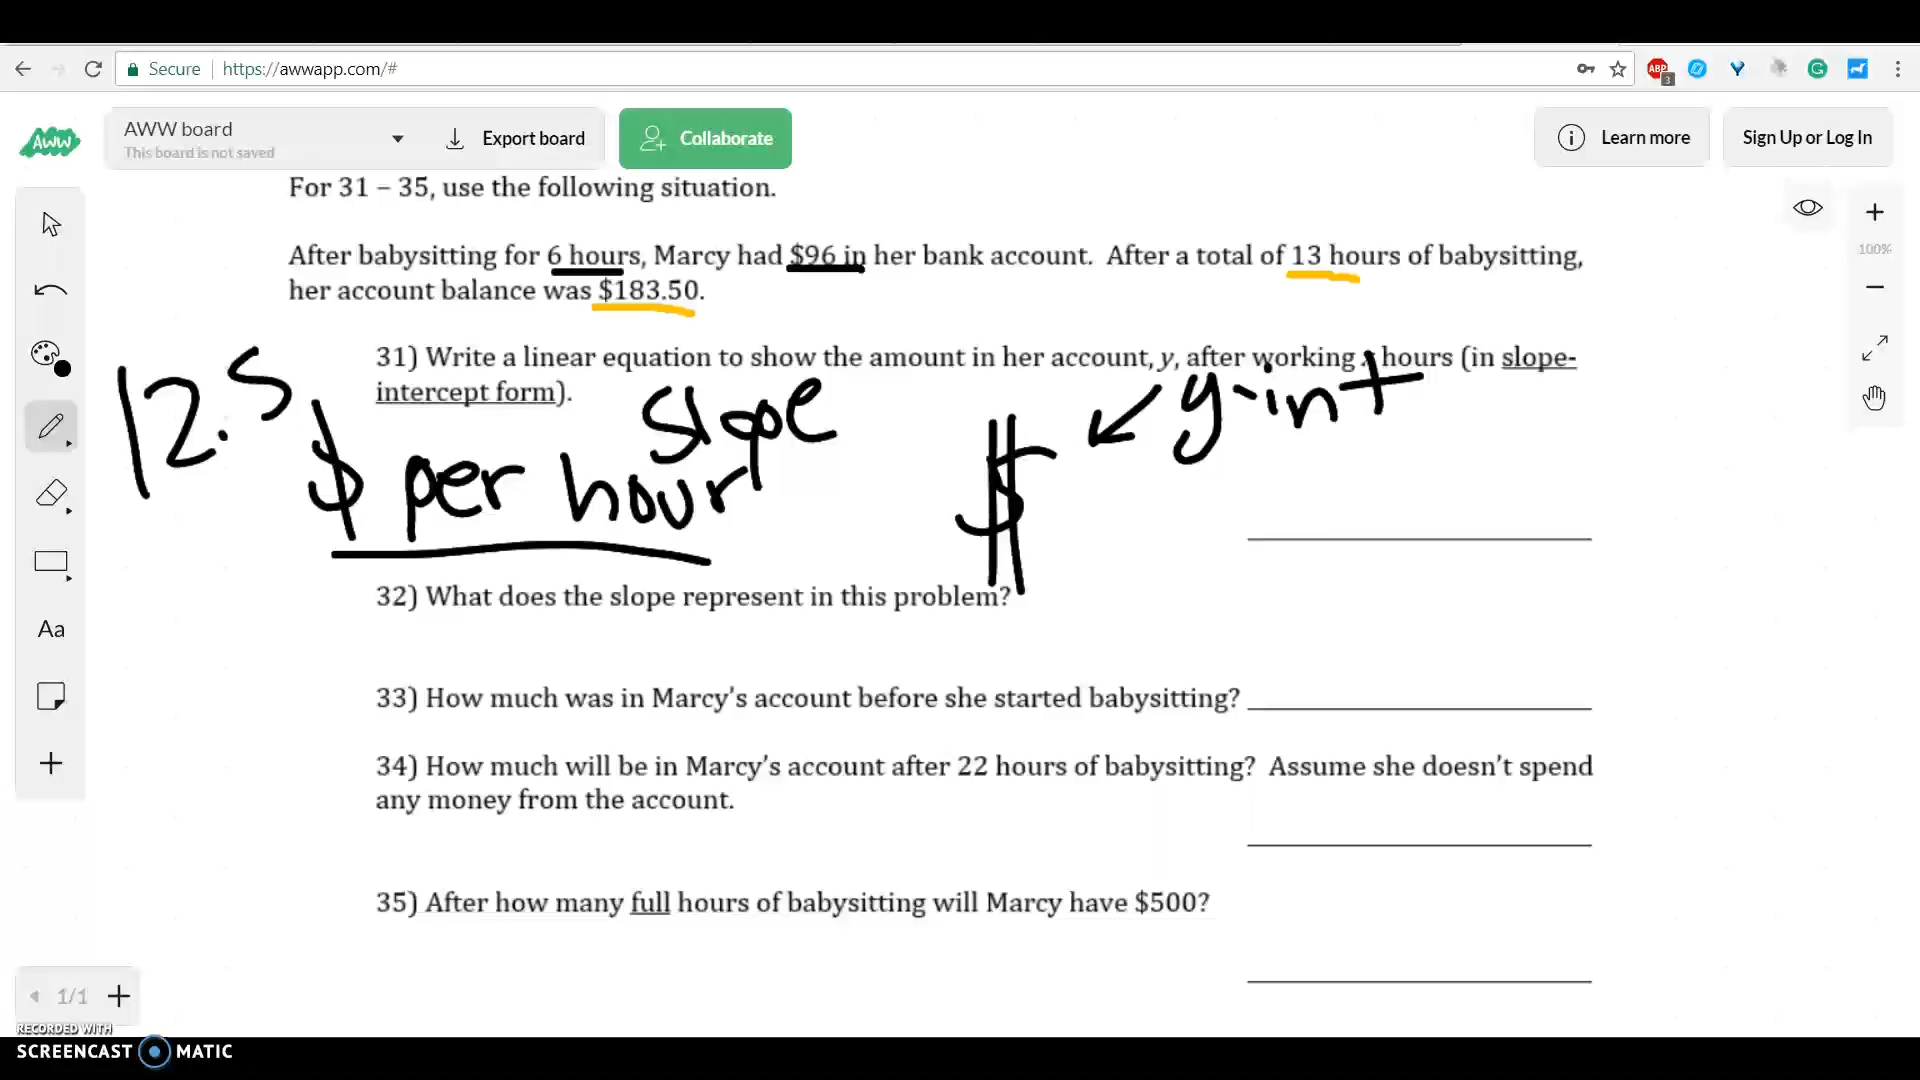 Secure https://awwapp.com/#
ABP 3
AWW
AWW board
This board is not saved
Export board
Collaborate
Learn more
Sign Up or Log In
100%
For 31 – 35, use the following situation.
After babysitting for 6 hours, Marcy had $96 in her bank account. After a total of 13 hours of babysitting,
her account balance was $183.50.
31) Write a linear equation to show the amount in her account, y, after working x hours (in slope-
intercept form).
12.5
slope
$ per hour
$
y-int
32) What does the slope represent in this problem?
33) How much was in Marcy's account before she started babysitting?
34) How much will be in Marcy's account after 22 hours of babysitting? Assume she doesn't spend
any money from the account.
35) After how many full hours of babysitting will Marcy have $500?
Aa
1/1
RECORDED WITH
SCREENCAST MATIC